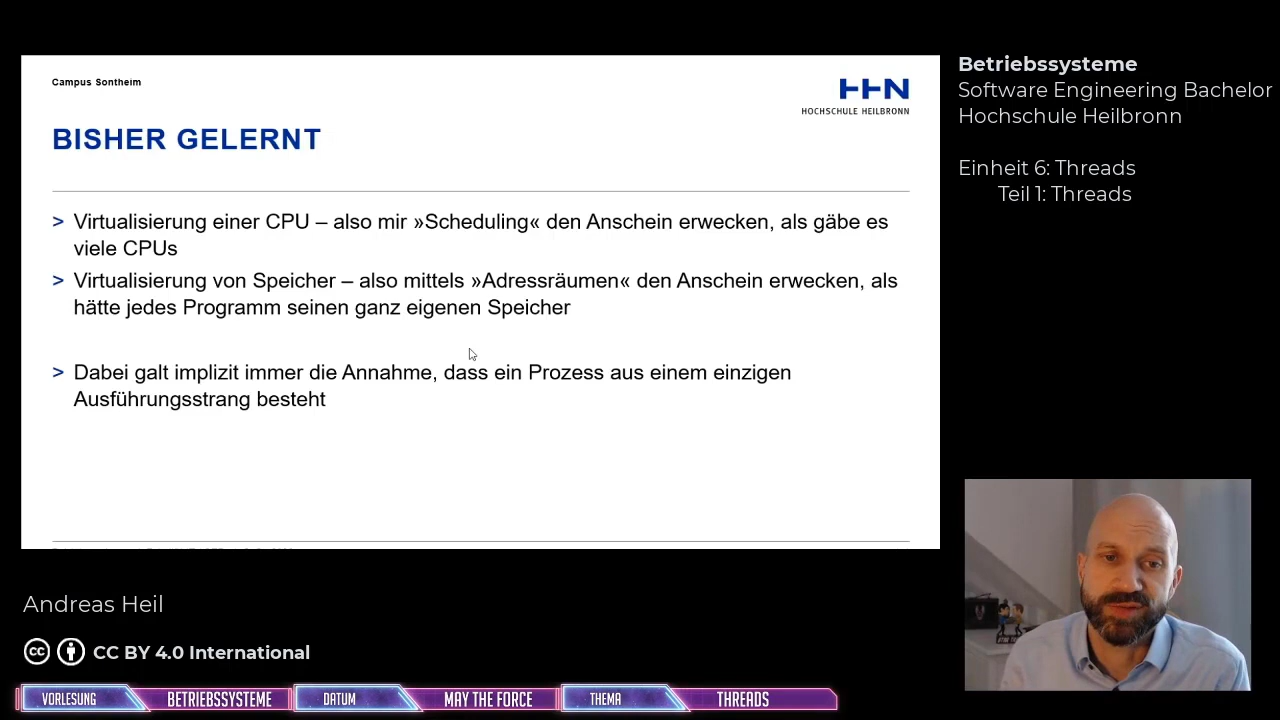 Campus Sontheim
HHN
HOCHSCHULE HEILBRONN
BISHER GELERNT
> Virtualisierung einer CPU – also mir »Scheduling« den Anschein erwecken, als gäbe es
viele CPUs
> Virtualisierung von Speicher – also mittels »Adressräumen« den Anschein erwecken, als
hätte jedes Programm seinen ganz eigenen Speicher
> Dabei galt implizit immer die Annahme, dass ein Prozess aus einem einzigen
Ausführungsstrang besteht
Betriebssysteme
Software Engineering Bachelor
Hochschule Heilbronn
Einheit 6: Threads
Teil 1: Threads
Andreas Heil
cc CC BY 4.0 International
VORLESUNG BETRIEBSSYSTEME DATUM MAY THE FORCE THEMA THREADS